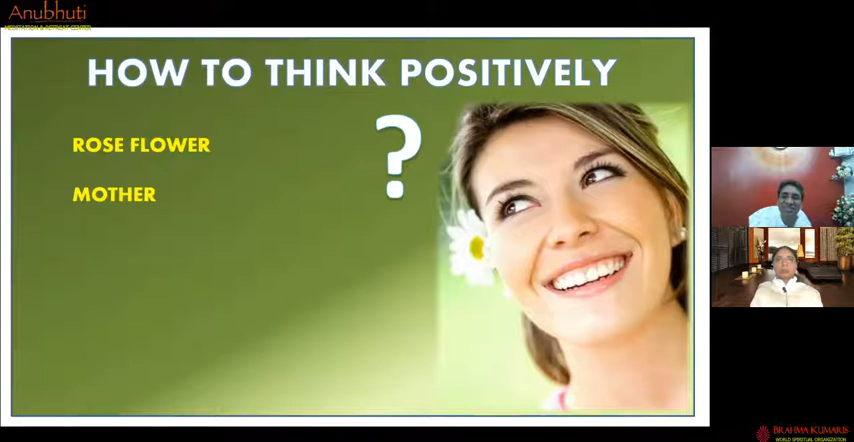 Anubhuti
MEDITATION & RETREAT CENTER
HOW TO THINK POSITIVELY
?
ROSE FLOWER
MOTHER
BRAHMA KUMARIS
WORLD SPIRITUAL ORGANIZATION